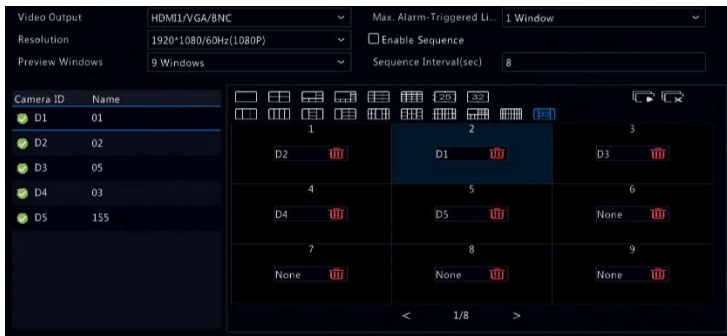 Video Output HDMI1/VGA/BNC Max. Alarm-Triggered Li... 1 Window
Resolution 1920*1080/60Hz(1080P) Enable Sequence
Preview Windows 9 Windows Sequence Interval(sec) 8
Camera ID Name
D1 01
D2 02
D3 05
D4 03
D5 155
25 32
32
1 2 3
D2 D1 D3
4 5 6
D4 D5 None
7 8 9
None None None
< 1/8 >